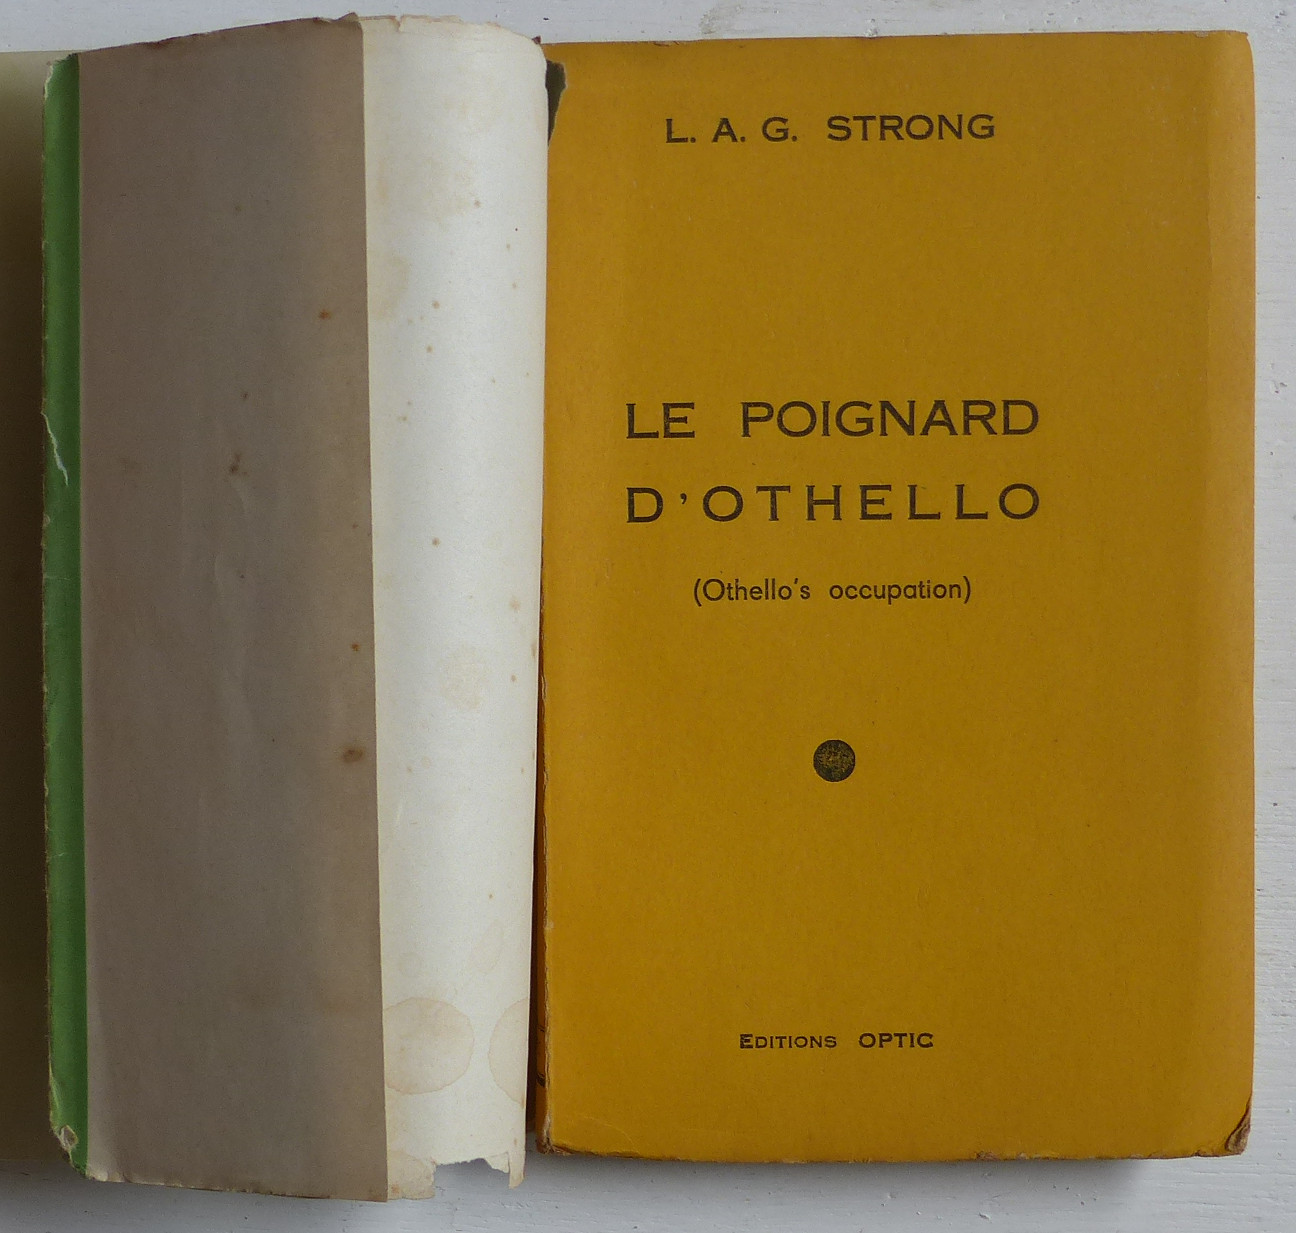 L. A. G. STRONG
LE POIGNARD
D'OTHELLO
(Othello's occupation)
EDITIONS OPTIC